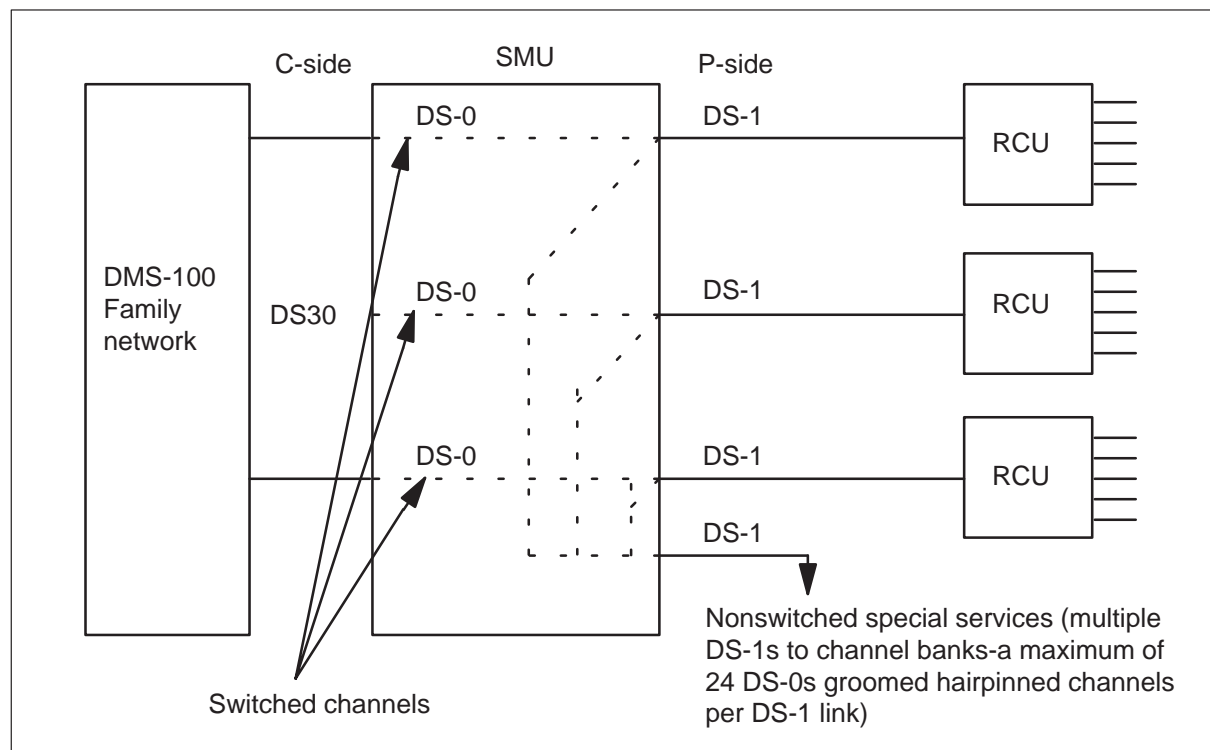 C-side
SMU
P-side
DS-0
DS-1
RCU
DMS-100
Family
network
DS30
DS-0
DS-1
RCU
DS-0
DS-1
RCU
DS-1
Nonswitched special services (multiple
DS-1s to channel banks-a maximum of
24 DS-0s groomed hairpinned channels
per DS-1 link)
Switched channels